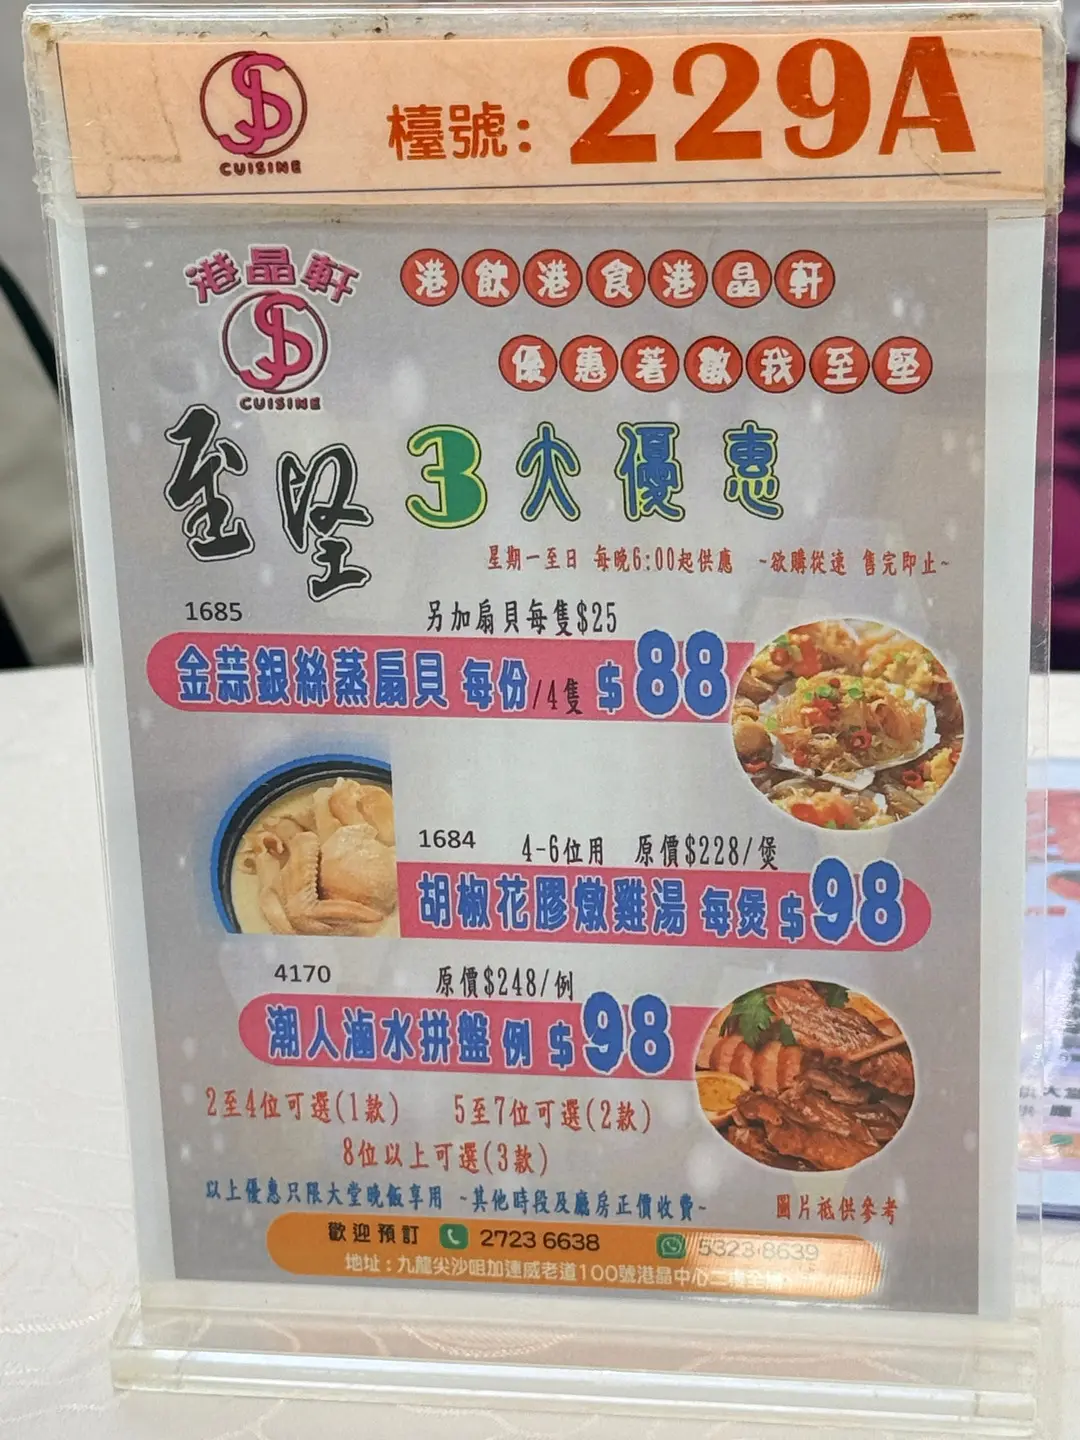 CUISINE
檯號: 229A
港晶軒
CUISINE
港飲港食港晶軒
優惠著數我至堅
至堅 3大優惠
星期一至日 每晚6:00起供應 ~欲購從速 售完即止~
1685 另加扇貝每隻$25
金蒜銀絲蒸扇貝 每份/4隻 $88
1684 4-6位用 原價$228/煲
胡椒花膠燉雞湯 每煲 $98
4170 原價$248/例
潮人滷水拼盤 例 $98
2至4位可選(1款) 5至7位可選(2款)
8位以上可選(3款)
以上優惠只限大堂晚飯享用 ~其他時段及廳房正價收費~ 圖片祗供參考
歡迎預訂 2723 6638 5323 8639
地址：九龍尖沙咀加連威老道100號港晶中心二樓全層